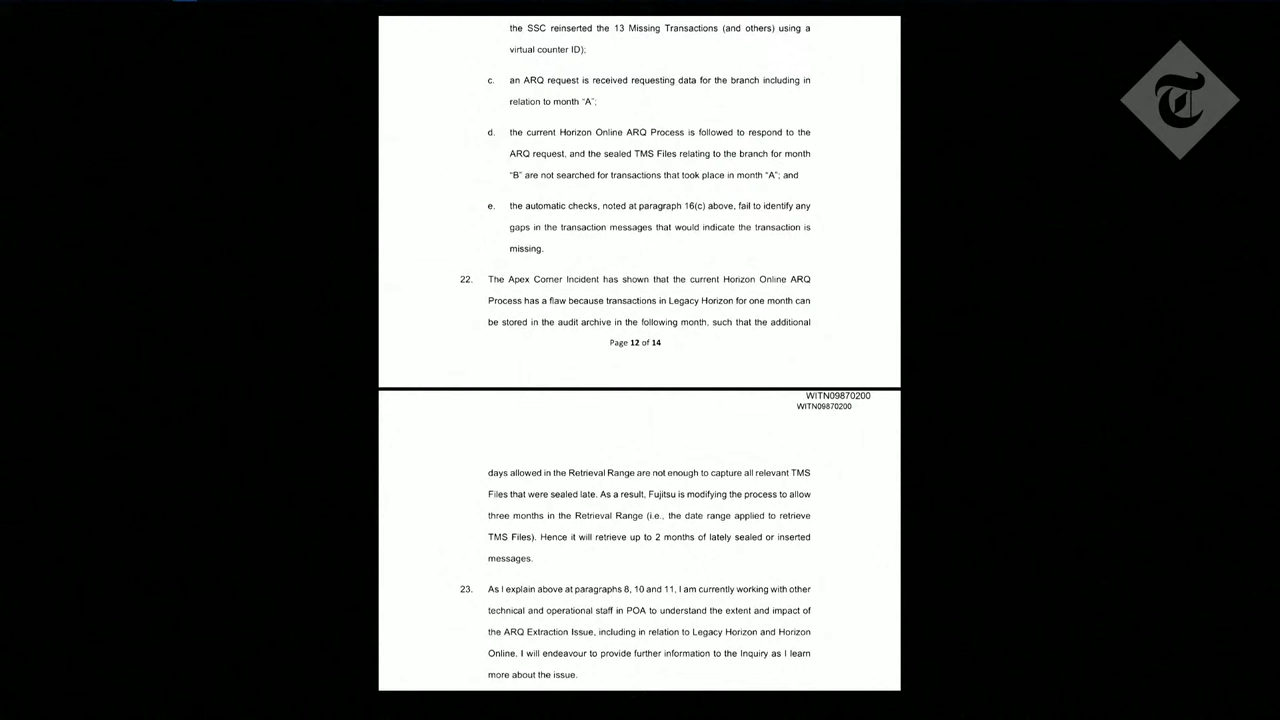 the SSC reinserted the 13 Missing Transactions (and others) using a
virtual counter ID);
c. an ARQ request is received requesting data for the branch including in
relation to month “A”;
d. the current Horizon Online ARQ Process is followed to respond to the
ARQ request, and the sealed TMS Files relating to the branch for month
“B” are not searched for transactions that took place in month “A”; and
e. the automatic checks, noted at paragraph 16(c) above, fail to identify any
gaps in the transaction messages that would indicate the transaction is
missing.
22. The Apex Corner Incident has shown that the current Horizon Online ARQ
Process has a flaw because transactions in Legacy Horizon for one month can
be stored in the audit archive in the following month, such that the additional
Page 12 of 14
WITN09870200
WITN09870200
days allowed in the Retrieval Range are not enough to capture all relevant TMS
Files that were sealed late. As a result, Fujitsu is modifying the process to allow
three months in the Retrieval Range (i.e., the date range applied to retrieve
TMS Files). Hence it will retrieve up to 2 months of lately sealed or inserted
messages.
23. As I explain above at paragraphs 8, 10 and 11, I am currently working with other
technical and operational staff in POA to understand the extent and impact of
the ARQ Extraction Issue, including in relation to Legacy Horizon and Horizon
Online. I will endeavour to provide further information to the Inquiry as I learn
more about the issue.
T